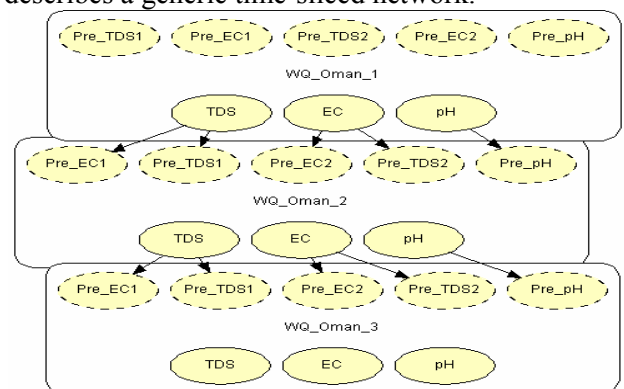 describes a generic time-sliced network.
Pre_TDS1 Pre_EC1 Pre_TDS2 Pre_EC2 Pre_pH
WQ_Oman_1
TDS EC pH
Pre_EC1 Pre_TDS1 Pre_EC2 Pre_TDS2 Pre_pH
WQ_Oman_2
TDS EC pH
Pre_EC1 Pre_TDS1 Pre_EC2 Pre_TDS2 Pre_pH
WQ_Oman_3
TDS EC pH